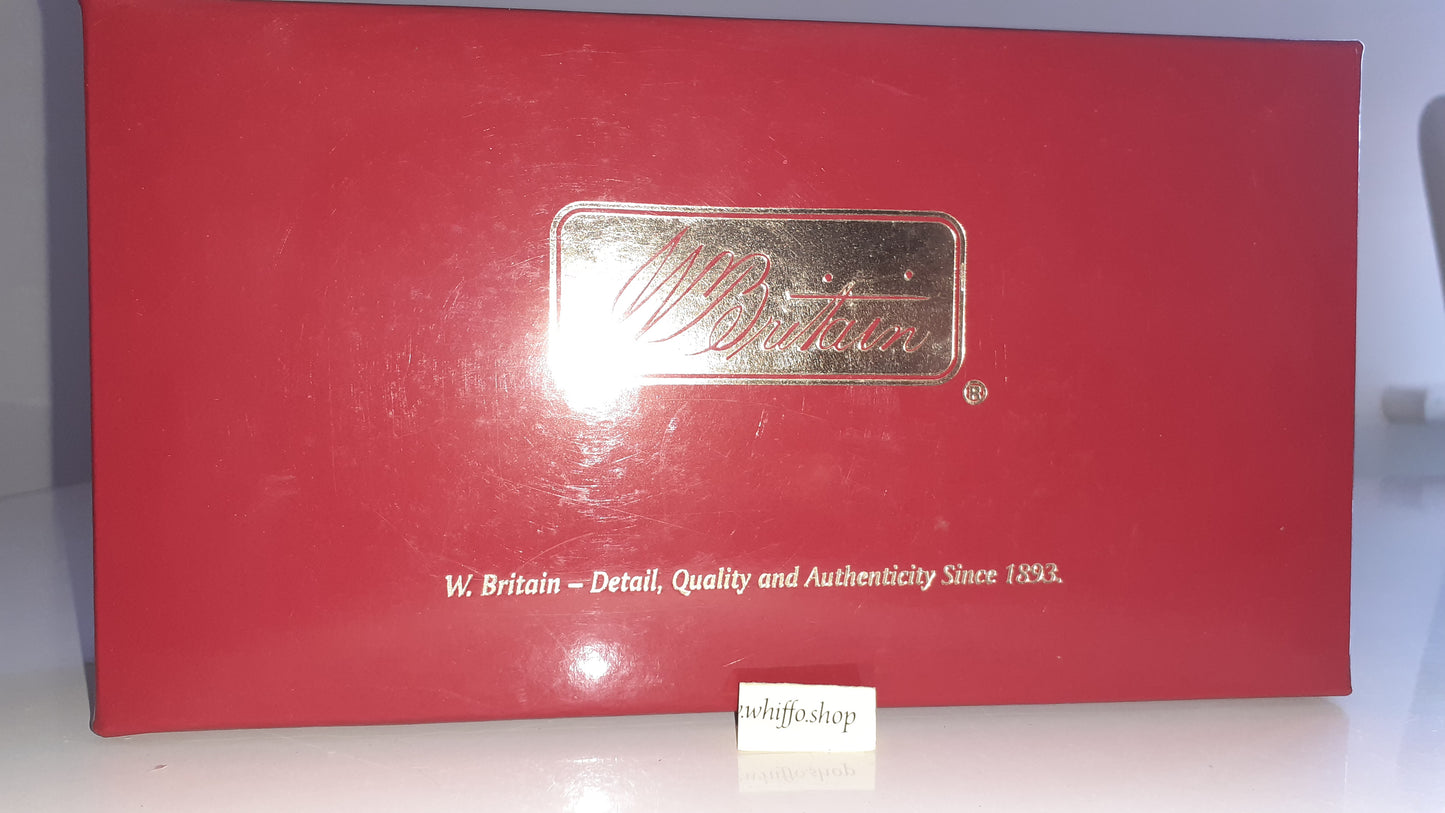 W Britain
®
W. Britain – Detail, Quality and Authenticity Since 1893.
.whiffo.shop